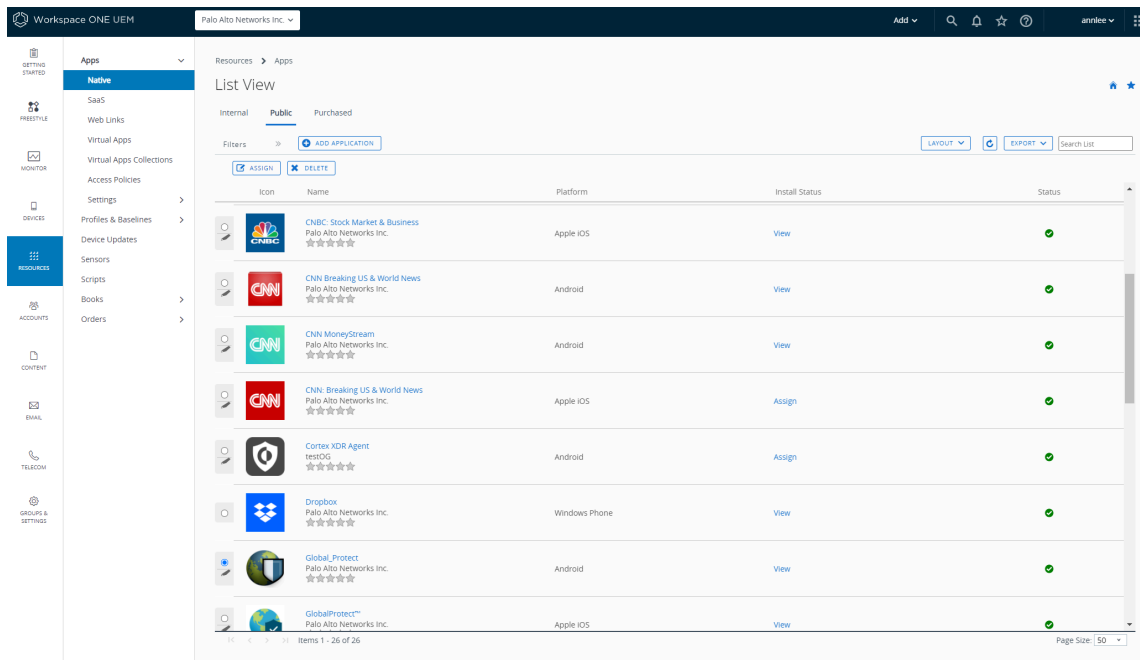 Workspace ONE UEM
Palo Alto Networks Inc.
Add
annlee
GETTING STARTED
FREESTYLE
MONITOR
DEVICES
RESOURCES
ACCOUNTS
CONTENT
EMAIL
TELECOM
GROUPS & SETTINGS
Apps
Native
SaaS
Web Links
Virtual Apps
Virtual Apps Collections
Access Policies
Settings
Profiles & Baselines
Device Updates
Sensors
Scripts
Books
Orders
Resources > Apps
List View
Internal Public Purchased
Filters » ADD APPLICATION LAYOUT EXPORT Search List
ASSIGN DELETE
Icon Name Platform Install Status Status
CNBC
CNBC: Stock Market & Business
Palo Alto Networks Inc. Apple iOS View
CNN
CNN Breaking US & World News
Palo Alto Networks Inc. Android View
CNN
CNN MoneyStream
Palo Alto Networks Inc. Android View
CNN
CNN: Breaking US & World News
Palo Alto Networks Inc. Apple iOS Assign
Cortex XDR Agent
testOG Android Assign
Dropbox
Palo Alto Networks Inc. Windows Phone View
Global_Protect
Palo Alto Networks Inc. Android View
GlobalProtect™
Palo Alto Networks Inc. Apple iOS View
Items 1 - 26 of 26 Page Size: 50